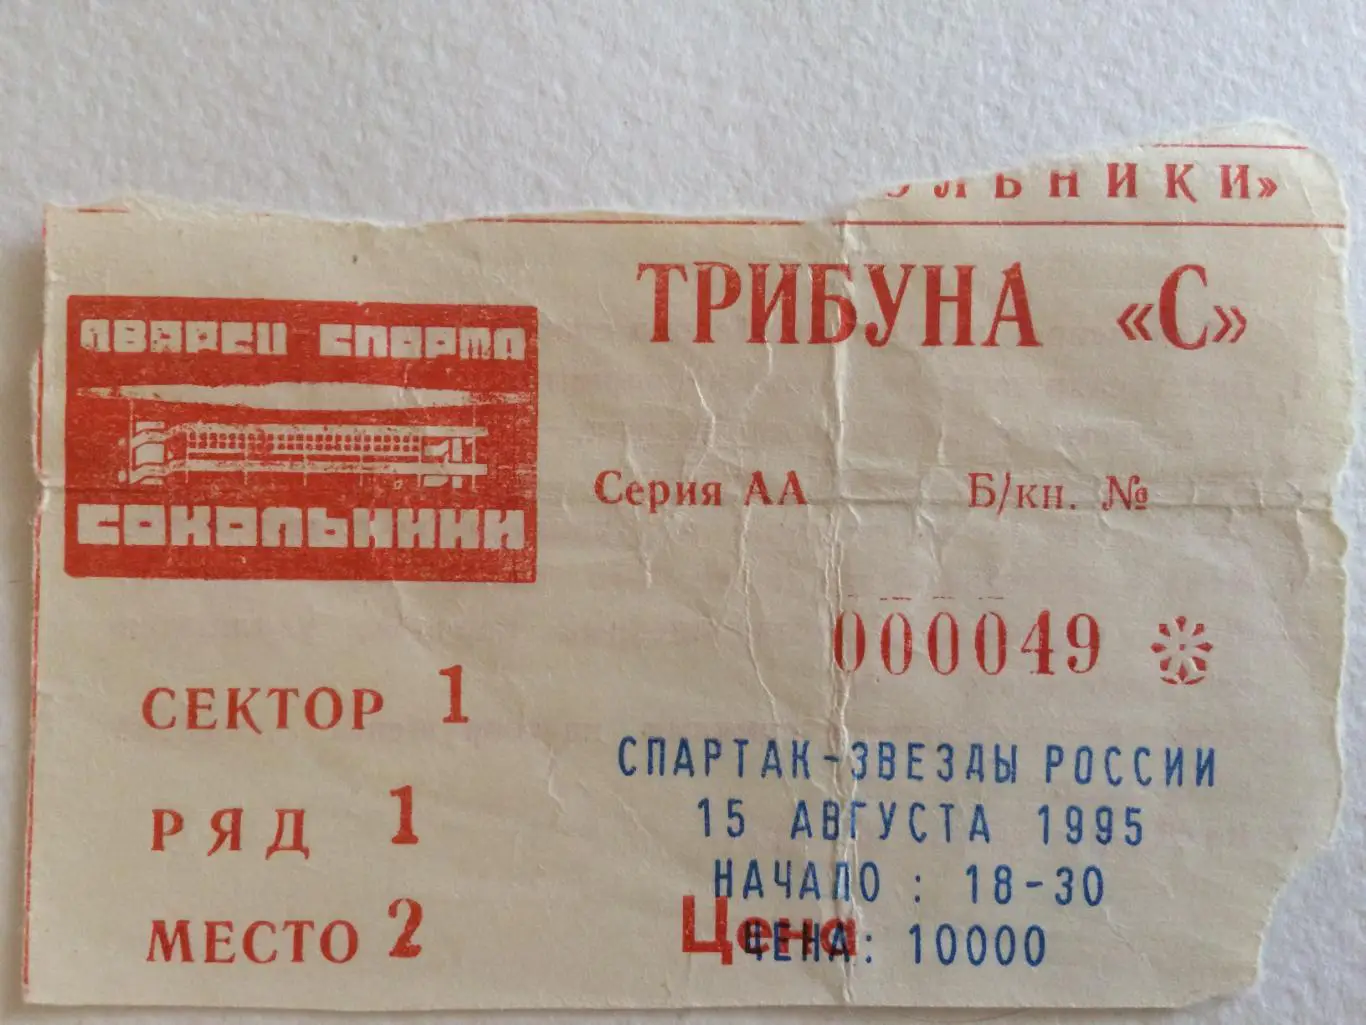 ЛЬНИКИ»
ТРИБУНА «С»
ДВОРЕЦ СПОРТА
СОКОЛЬНИКИ
Серия АА Б/кн. №
000049
СЕКТОР 1
РЯД 1
МЕСТО 2
СПАРТАК-ЗВЕЗДЫ РОССИИ
15 АВГУСТА 1995
НАЧАЛО : 18-30
Цена
ЦЕНА: 10000